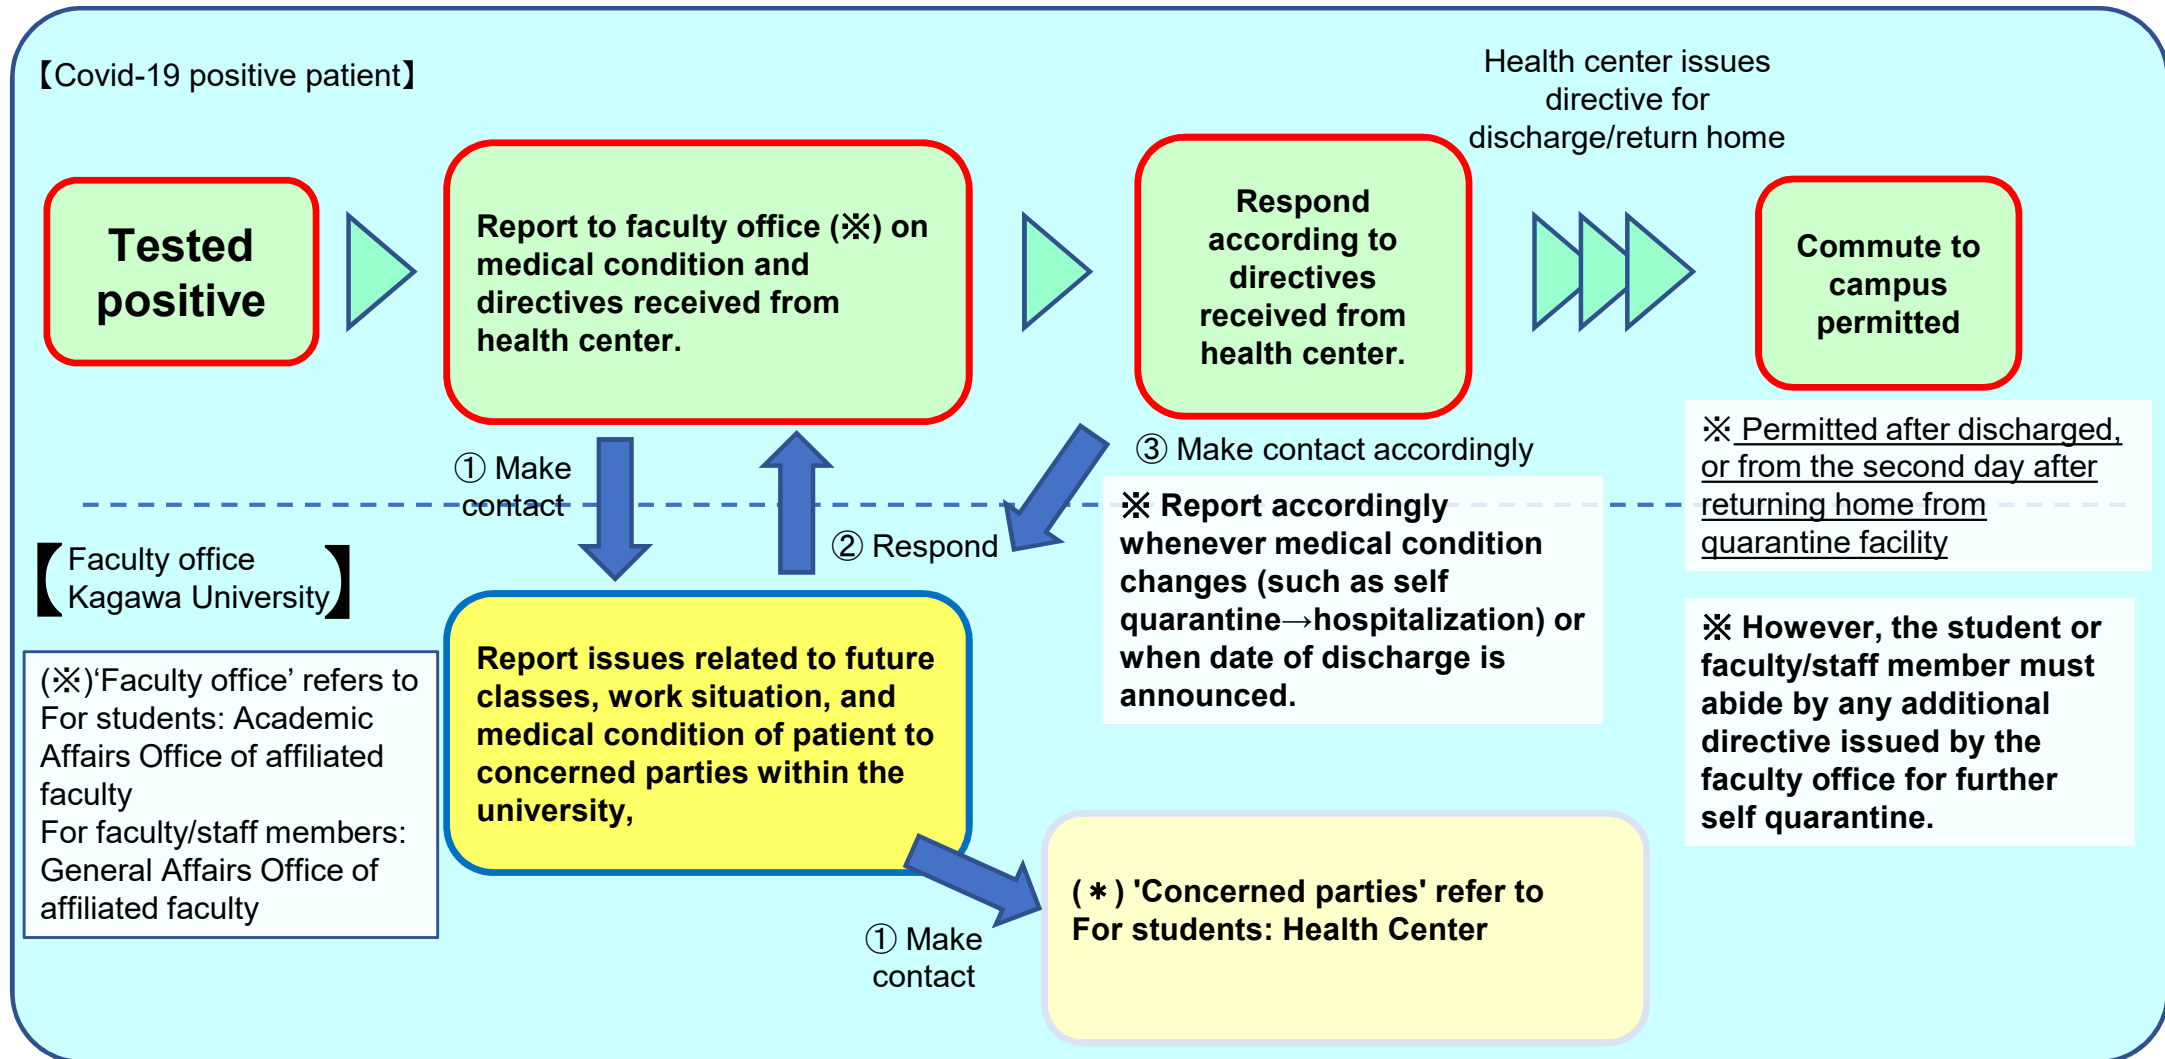 【Covid-19 positive patient】
Health center issues
directive for
discharge/return home
Tested
positive
Report to faculty office (※) on
medical condition and
directives received from
health center.
Respond
according to
directives
received from
health center.
Commute to
campus
permitted
① Make
contact
② Respond
③ Make contact accordingly
※ Report accordingly
whenever medical condition
changes (such as self
quarantine→hospitalization) or
when date of discharge is
announced.
※ Permitted after discharged,
or from the second day after
returning home from
quarantine facility
※ However, the student or
faculty/staff member must
abide by any additional
directive issued by the
faculty office for further
self quarantine.
【Faculty office
Kagawa University】
(※)‘Faculty office’ refers to
For students: Academic
Affairs Office of affiliated
faculty
For faculty/staff members:
General Affairs Office of
affiliated faculty
Report issues related to future
classes, work situation, and
medical condition of patient to
concerned parties within the
university,
① Make
contact
(＊) 'Concerned parties' refer to
For students: Health Center